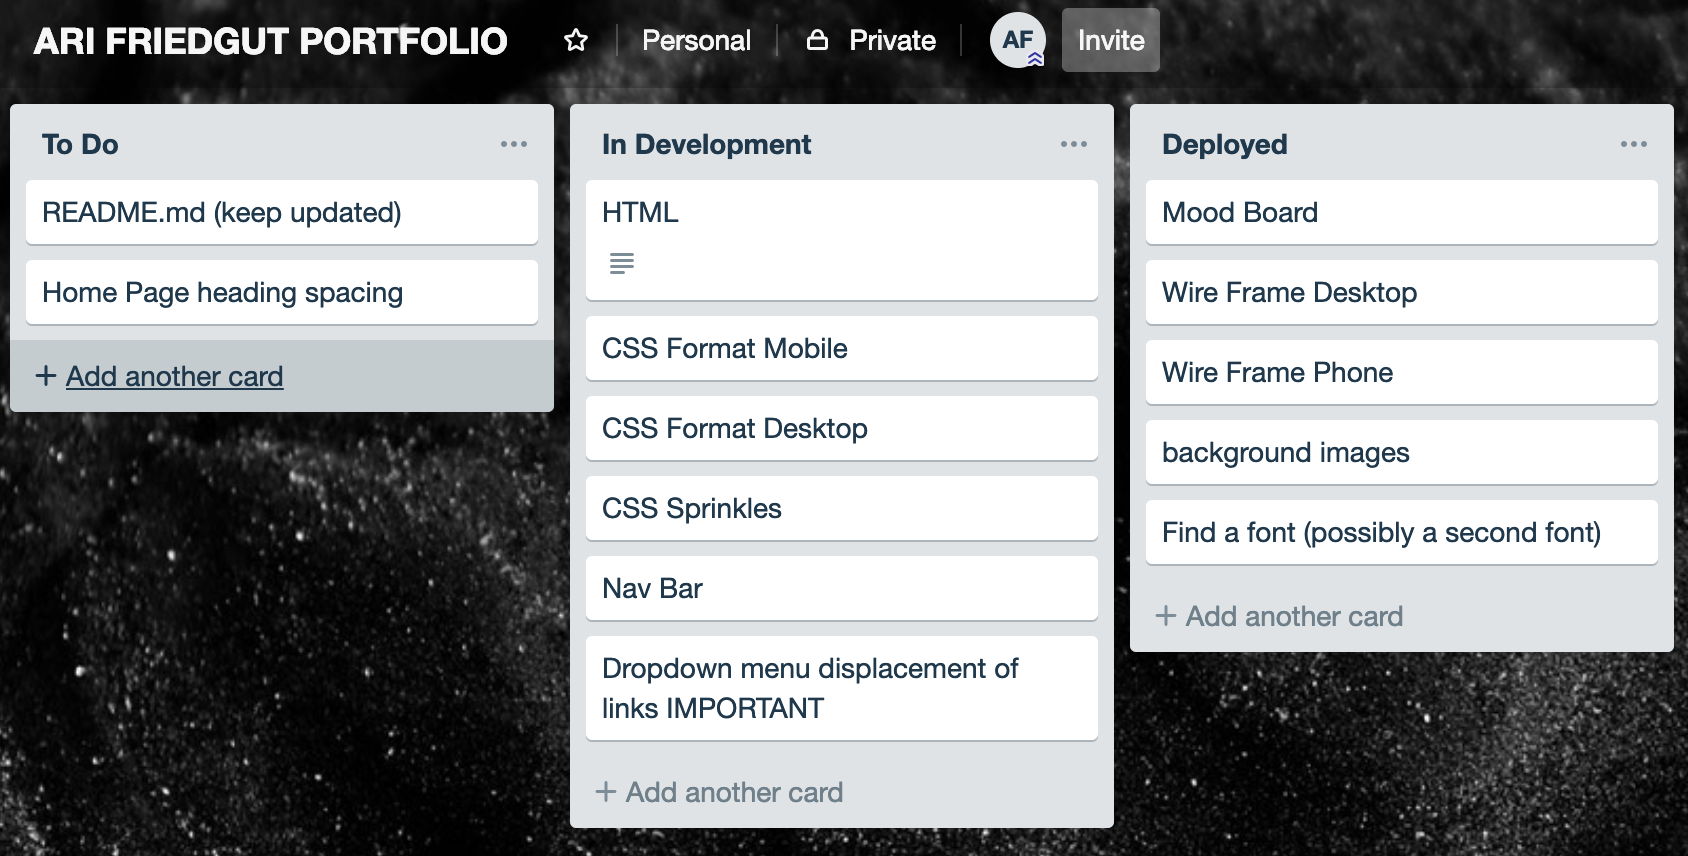 ARI FRIEDGUT PORTFOLIO
Personal
Private
AF
Invite
To Do
README.md (keep updated)
Home Page heading spacing
+ Add another card
In Development
HTML
CSS Format Mobile
CSS Format Desktop
CSS Sprinkles
Nav Bar
Dropdown menu displacement of
links IMPORTANT
+ Add another card
Deployed
Mood Board
Wire Frame Desktop
Wire Frame Phone
background images
Find a font (possibly a second font)
+ Add another card